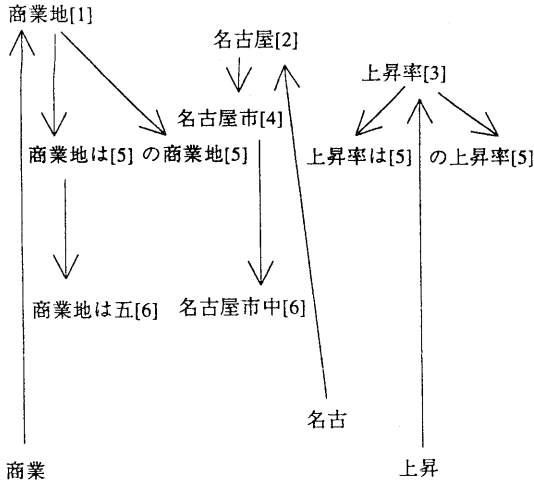 商業地[1]
名古屋[2]
上昇率[3]
名古屋市[4]
商業地は[5] の商業地[5] 上昇率は[5] の上昇率[5]
商業地は五[6] 名古屋市中[6]
名古
商業 上昇